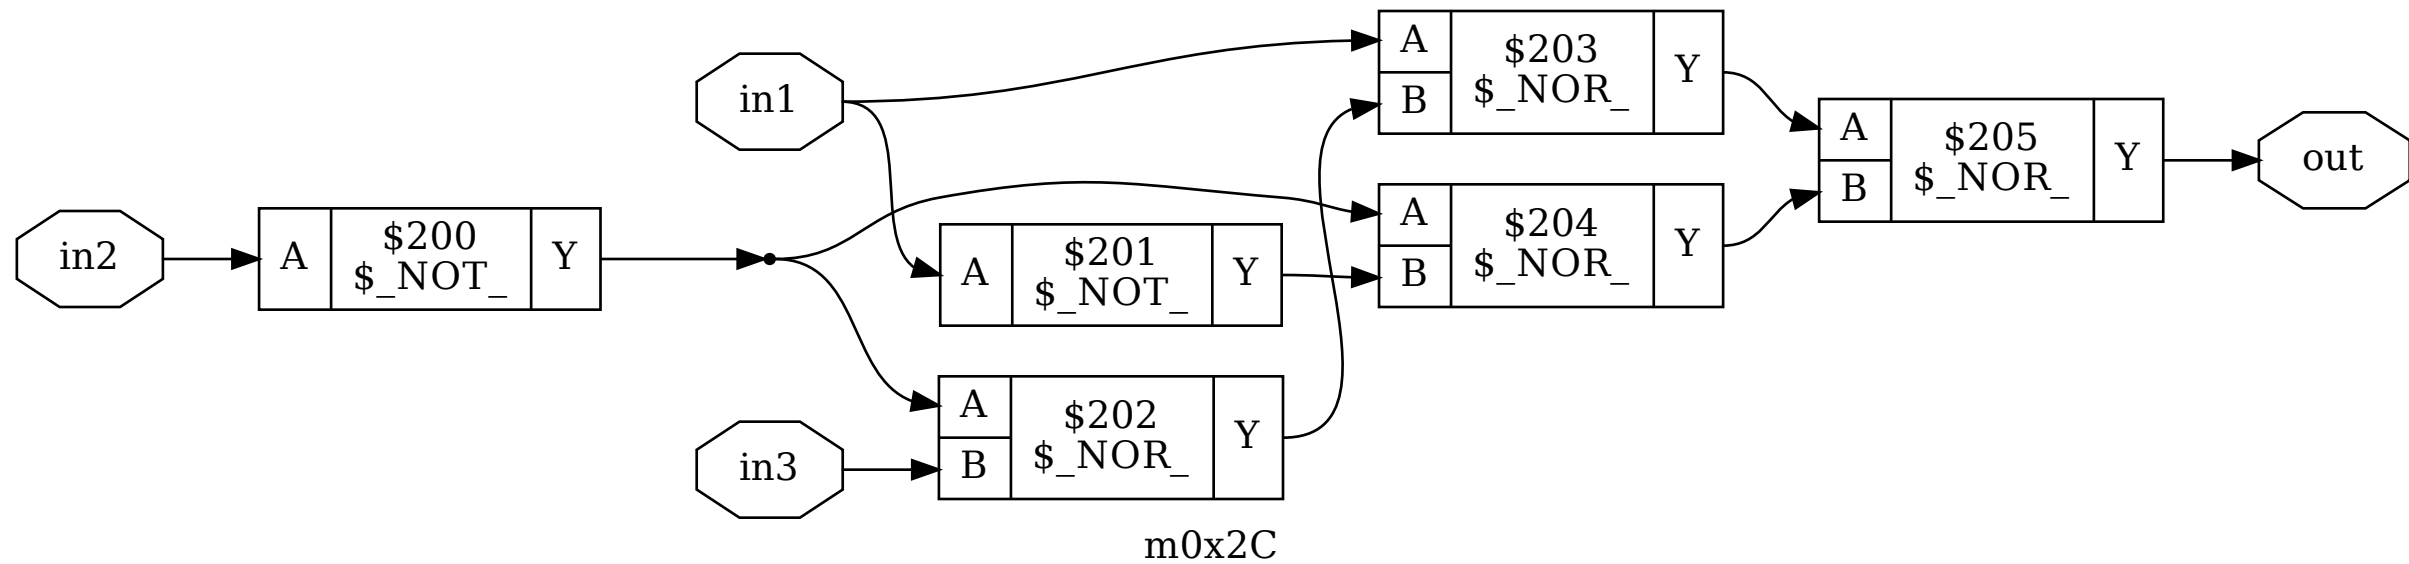 in1
A
B
$203
$_NOR_
Y
A
B
$205
$_NOR_
Y
out
in2
A
$200
$_NOT_
Y
A
$201
$_NOT_
Y
A
B
$204
$_NOR_
Y
in3
A
B
$202
$_NOR_
Y
m0x2C